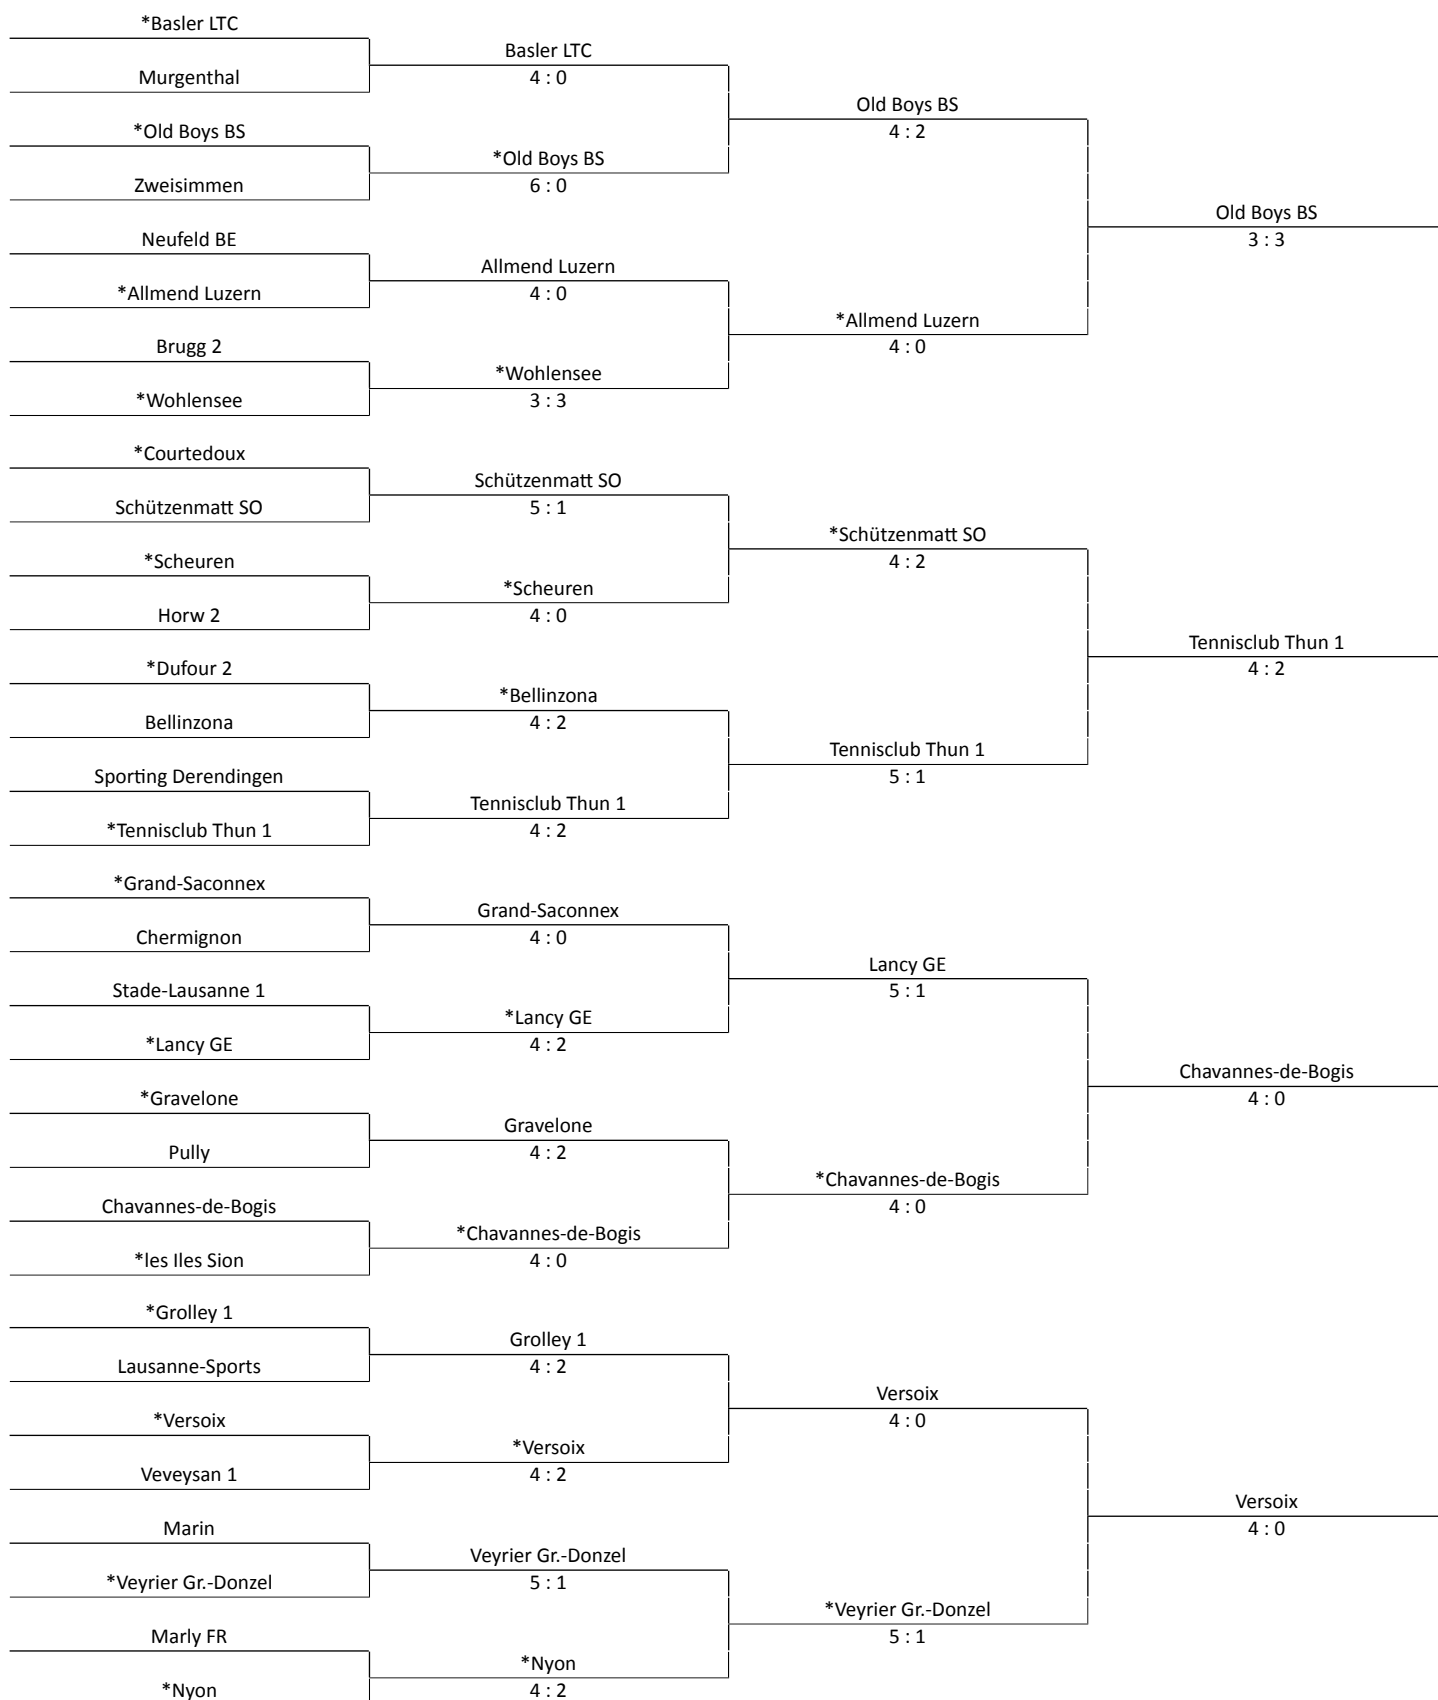 *Basler LTC
Basler LTC
Murgenthal
4 : 0
Old Boys BS
*Old Boys BS
4 : 2
*Old Boys BS
Zweisimmen
6 : 0
Old Boys BS
Neufeld BE
3 : 3
Allmend Luzern
*Allmend Luzern
4 : 0
*Allmend Luzern
Brugg 2
4 : 0
*Wohlensee
*Wohlensee
3 : 3
*Courtedoux
Schützenmatt SO
Schützenmatt SO
5 : 1
*Schützenmatt SO
*Scheuren
4 : 2
*Scheuren
Horw 2
4 : 0
Tennisclub Thun 1
*Dufour 2
4 : 2
*Bellinzona
Bellinzona
4 : 2
Tennisclub Thun 1
Sporting Derendingen
5 : 1
Tennisclub Thun 1
*Tennisclub Thun 1
4 : 2
*Grand-Saconnex
Grand-Saconnex
Chermignon
4 : 0
Lancy GE
Stade-Lausanne 1
5 : 1
*Lancy GE
*Lancy GE
4 : 2
Chavannes-de-Bogis
*Gravelone
4 : 0
Gravelone
Pully
4 : 2
*Chavannes-de-Bogis
Chavannes-de-Bogis
4 : 0
*Chavannes-de-Bogis
*les Iles Sion
4 : 0
*Grolley 1
Grolley 1
Lausanne-Sports
4 : 2
Versoix
*Versoix
4 : 0
*Versoix
Veveysan 1
4 : 2
Versoix
Marin
4 : 0
Veyrier Gr.-Donzel
*Veyrier Gr.-Donzel
5 : 1
*Veyrier Gr.-Donzel
Marly FR
5 : 1
*Nyon
*Nyon
4 : 2